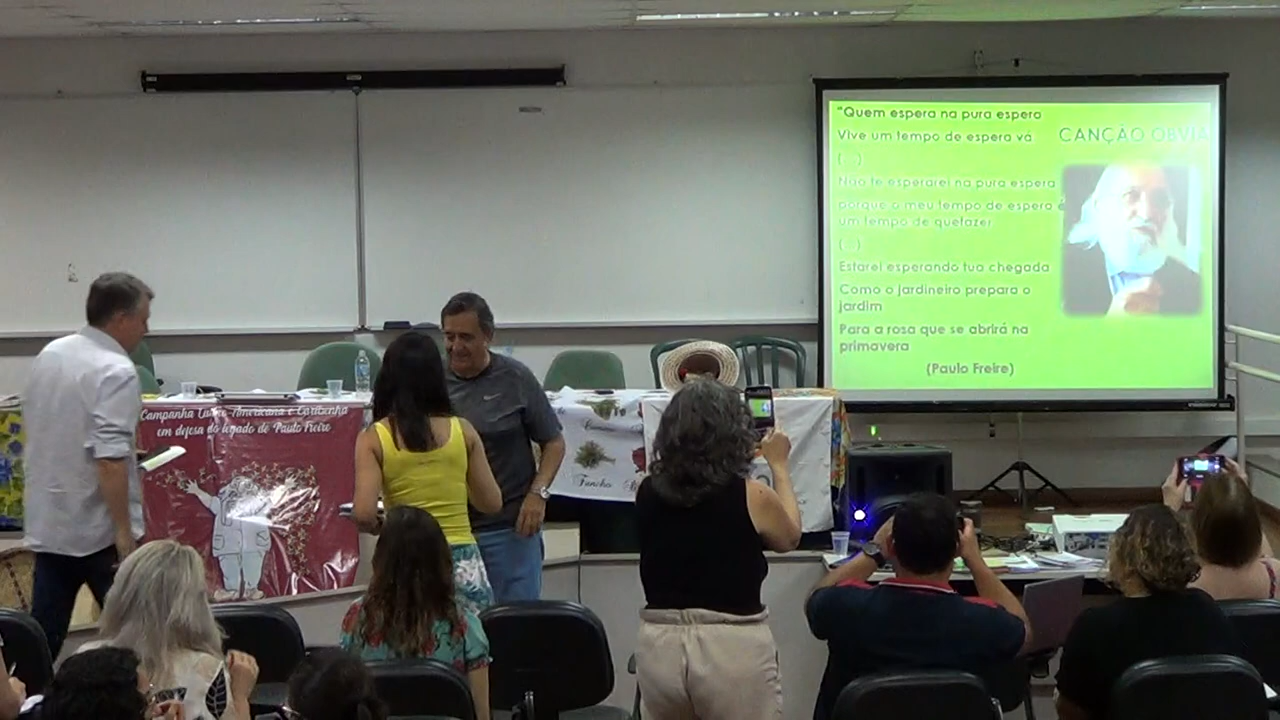 "Quem espera na pura espera
Vive um tempo de espera vã
CANÇÃO ÓBVIA
(...)
Não te esperarei na pura espera
porque o meu tempo de espera é
um tempo de quefazer
(...)
Estarei esperando tua chegada
Como o jardineiro prepara o
jardim
Para a rosa que se abrirá na
primavera
(Paulo Freire)
Campanha Latino-Americana e Caribenha
em defesa do legado de Paulo Freire